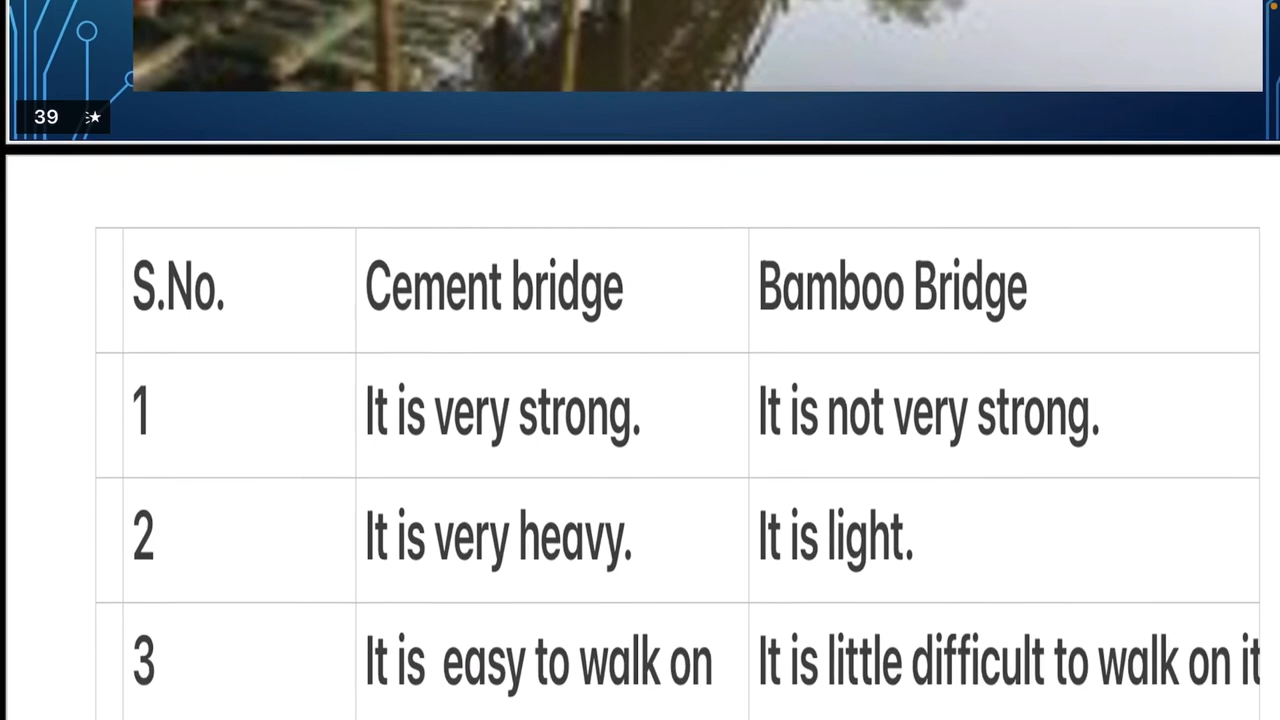 39
S.No. Cement bridge Bamboo Bridge
1 It is very strong. It is not very strong.
2 It is very heavy. It is light.
3 It is easy to walk on It is little difficult to walk on it